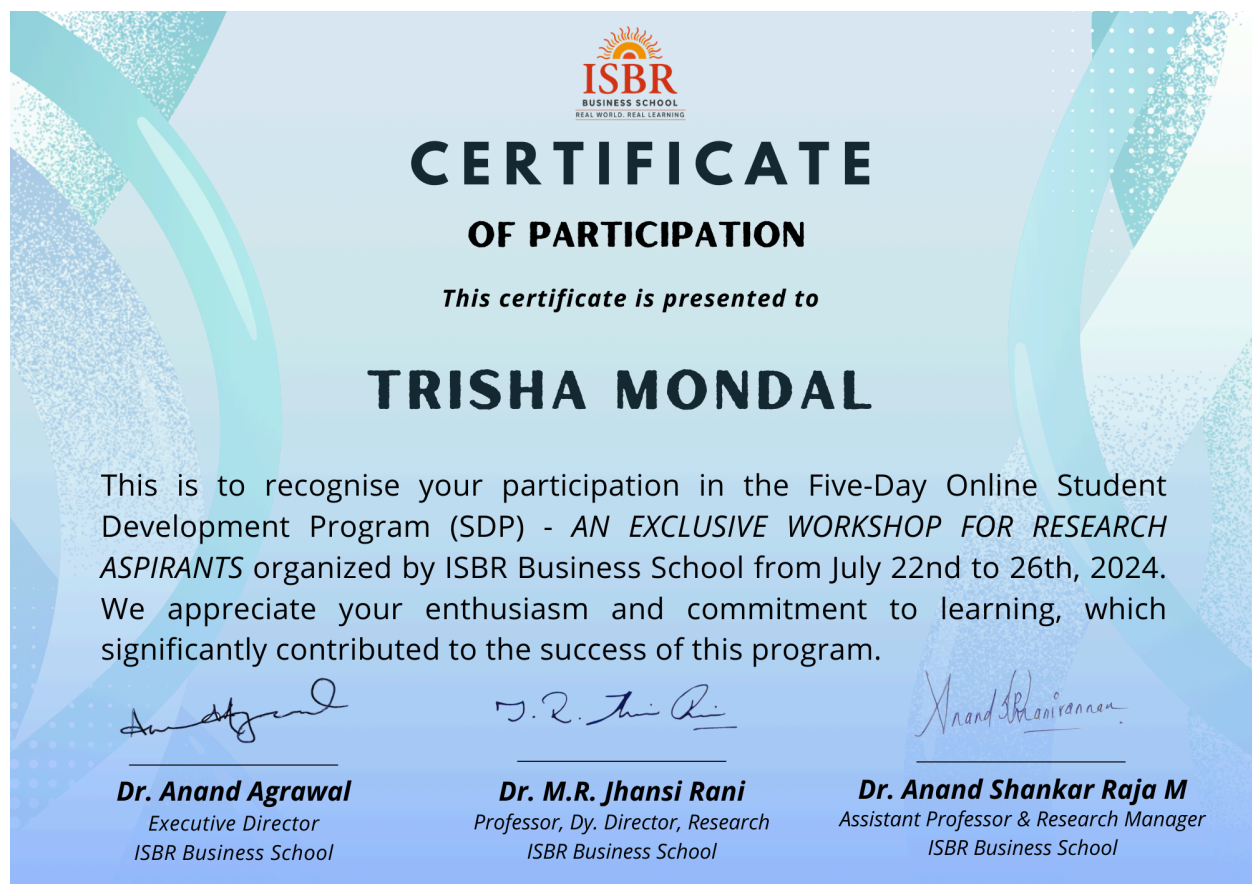 ISBR
BUSINESS SCHOOL
REAL WORLD. REAL LEARNING
CERTIFICATE
OF PARTICIPATION
This certificate is presented to
TRISHA MONDAL
This is to recognise your participation in the Five-Day Online Student
Development Program (SDP) - AN EXCLUSIVE WORKSHOP FOR RESEARCH
ASPIRANTS organized by ISBR Business School from July 22nd to 26th, 2024.
We appreciate your enthusiasm and commitment to learning, which
significantly contributed to the success of this program.
Dr. Anand Agrawal
Executive Director
ISBR Business School
Dr. M.R. Jhansi Rani
Professor, Dy. Director, Research
ISBR Business School
Dr. Anand Shankar Raja M
Assistant Professor & Research Manager
ISBR Business School